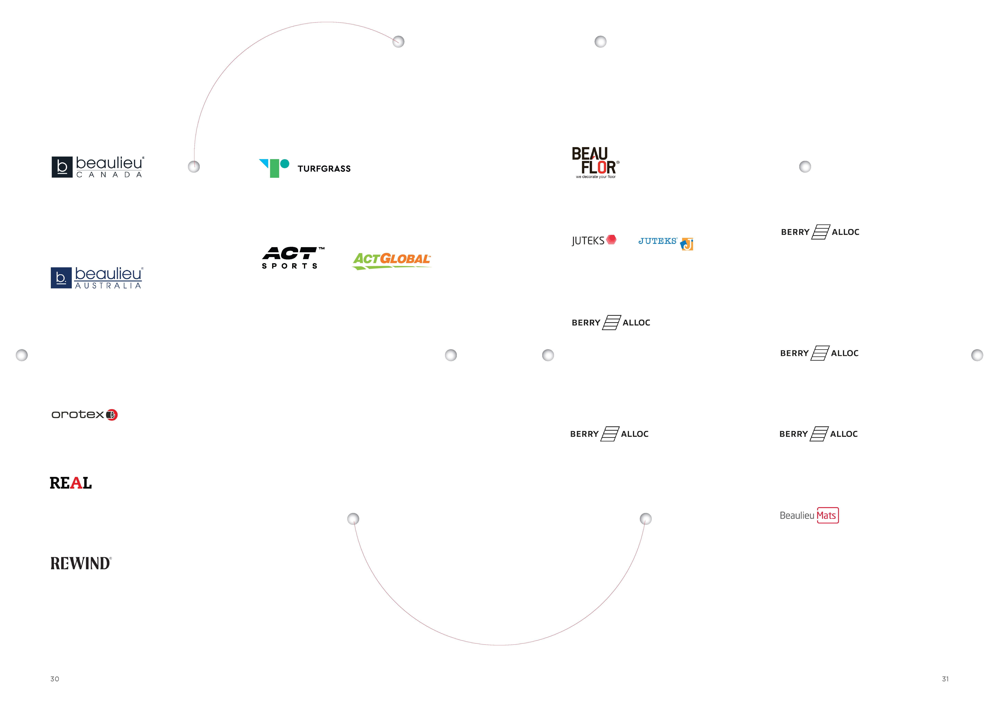 b beaulieu®
CANADA
b. beaulieu®
AUSTRALIA
orotex
REAL
REWIND®
TURFGRASS
ACT™
SPORTS
ACTGLOBAL™
BEAU
FLOR®
we decorate your floor
JUTEKS
JUTEKS® J
BERRY ALLOC
BERRY ALLOC
BERRY ALLOC
BERRY ALLOC
BERRY ALLOC
Beaulieu Mats
30
31